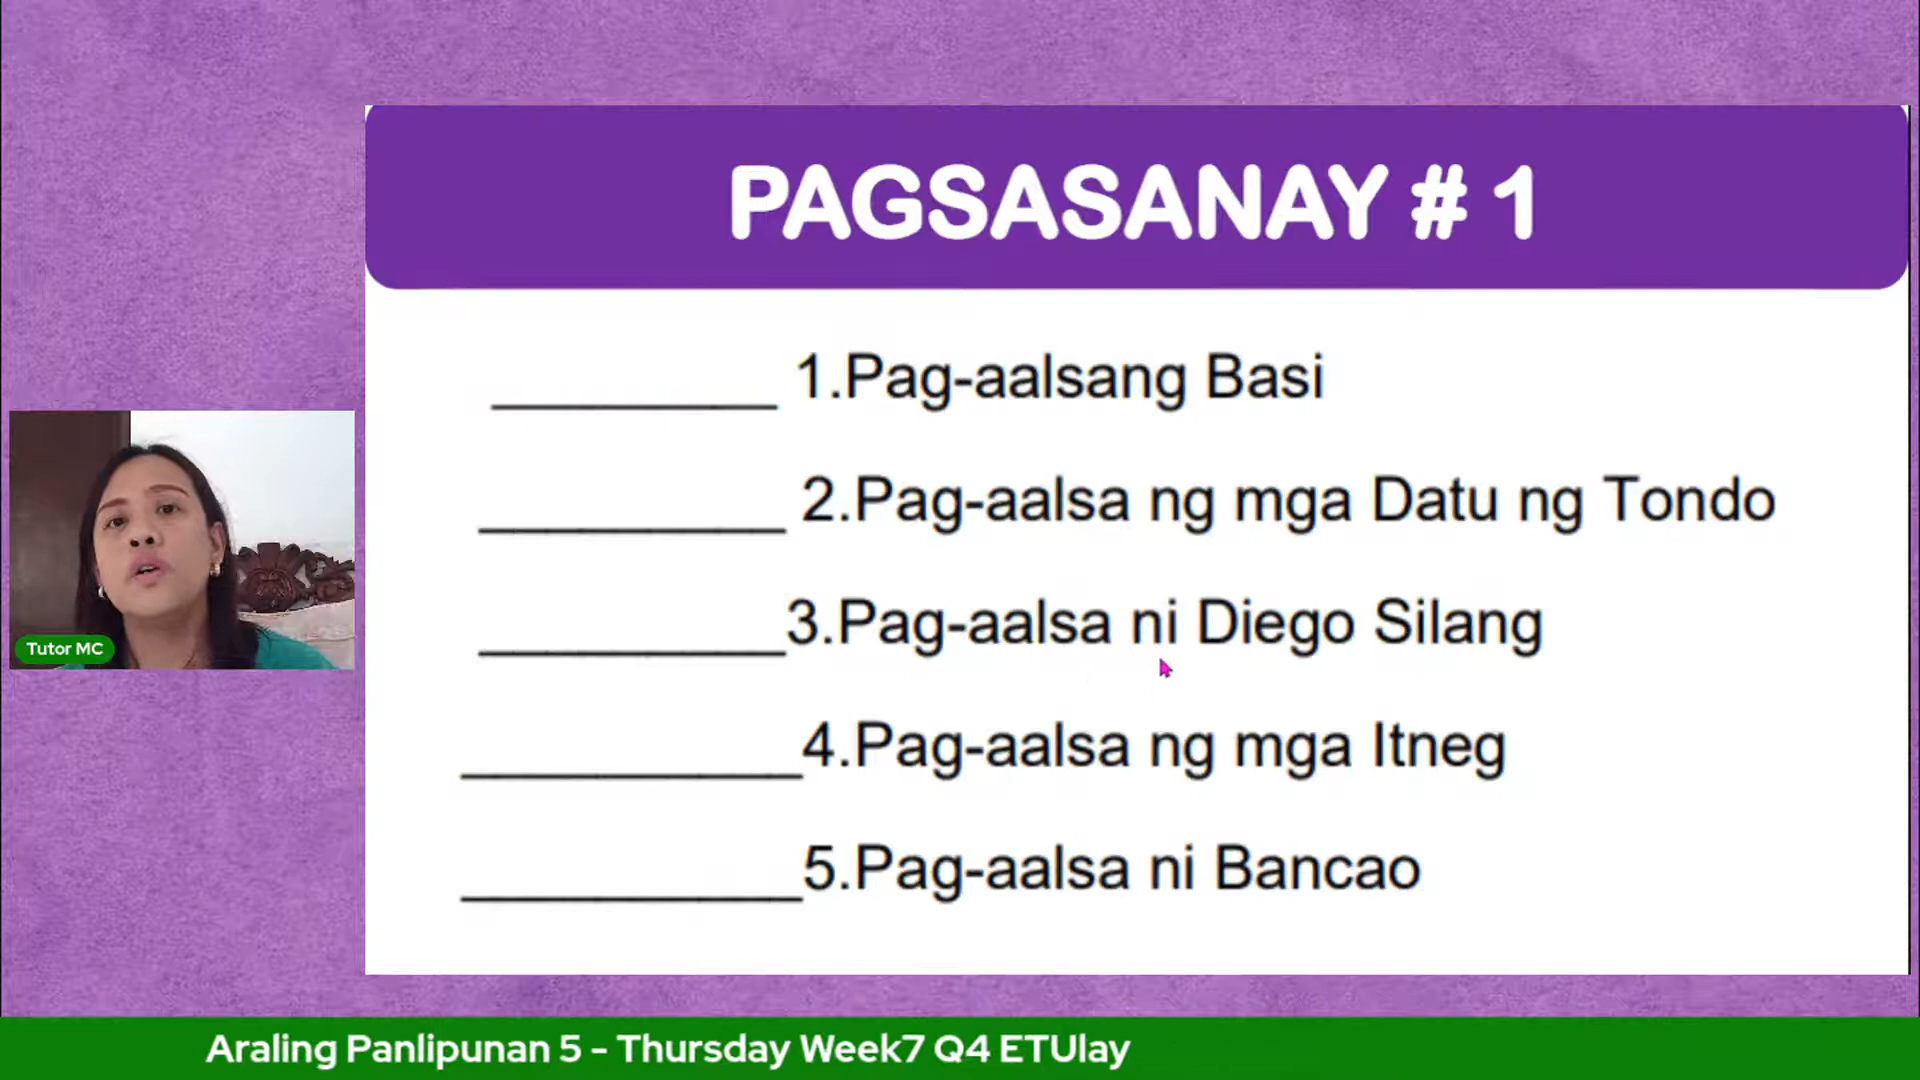 PAGSASANAY # 1
__________ 1.Pag-aalsang Basi
__________ 2.Pag-aalsa ng mga Datu ng Tondo
__________3.Pag-aalsa ni Diego Silang
__________4.Pag-aalsa ng mga Itneg
__________5.Pag-aalsa ni Bancao
Tutor MC
Araling Panlipunan 5 - Thursday Week7 Q4 ETUlay